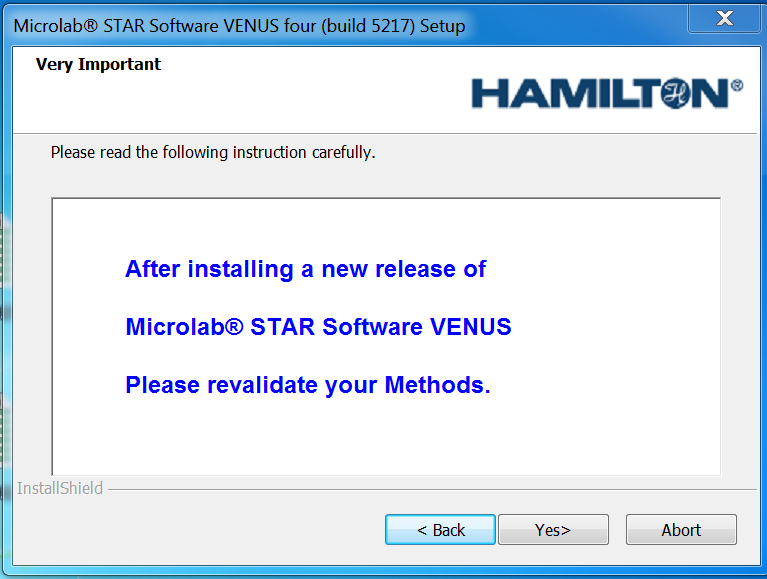 Microlab® STAR Software VENUS four (build 5217) Setup
Very Important
HAMILTON®
Please read the following instruction carefully.
After installing a new release of
Microlab® STAR Software VENUS
Please revalidate your Methods.
InstallShield
< Back
Yes>
Abort